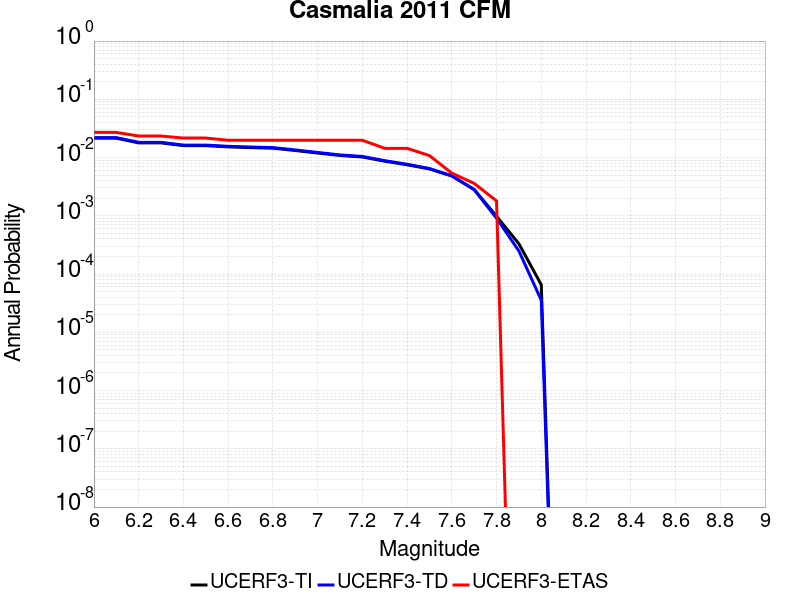 Casmalia 2011 CFM
10^0
10^-1
10^-2
10^-3
10^-4
10^-5
10^-6
10^-7
10^-8
Annual Probability
6 6.2 6.4 6.6 6.8 7 7.2 7.4 7.6 7.8 8 8.2 8.4 8.6 8.8 9
Magnitude
UCERF3-TI UCERF3-TD UCERF3-ETAS